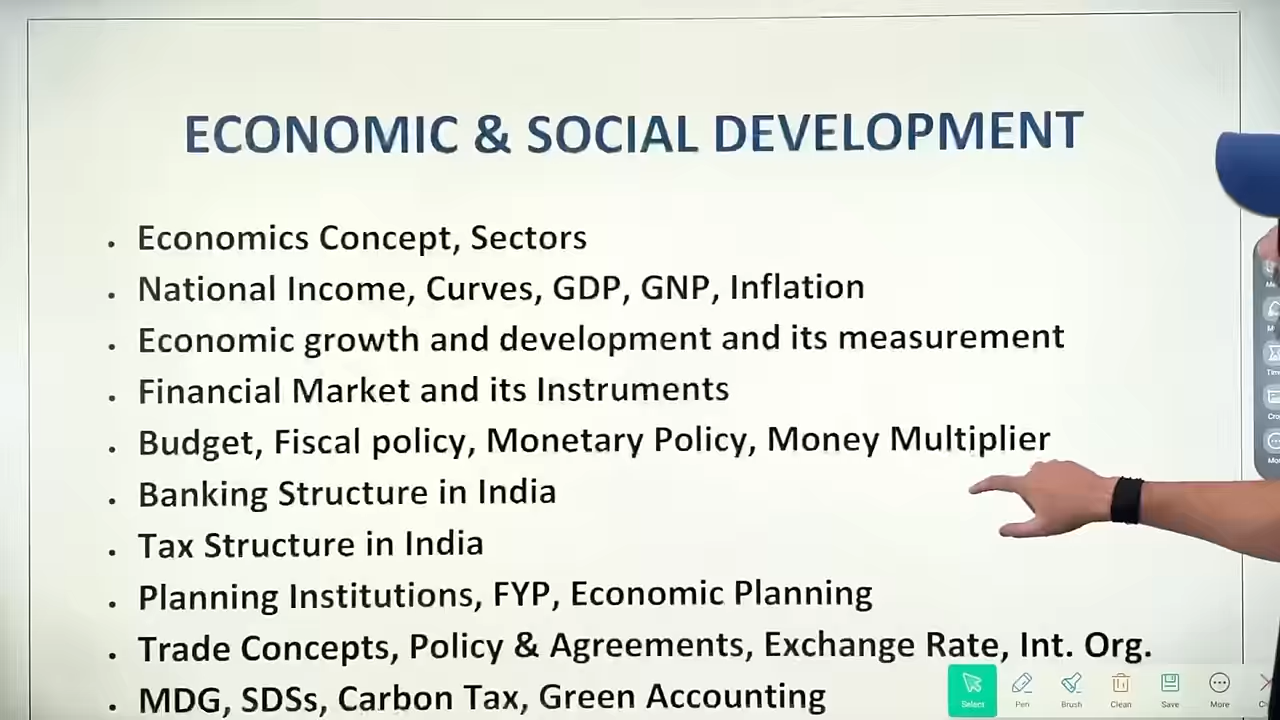 ECONOMIC & SOCIAL DEVELOPMENT
. Economics Concept, Sectors
. National Income, Curves, GDP, GNP, Inflation
. Economic growth and development and its measurement
. Financial Market and its Instruments
. Budget, Fiscal policy, Monetary Policy, Money Multiplier
. Banking Structure in India
. Tax Structure in India
. Planning Institutions, FYP, Economic Planning
. Trade Concepts, Policy & Agreements, Exchange Rate, Int. Org.
. MDG, SDSs, Carbon Tax, Green Accounting
Select Pen Brush Clean Save More